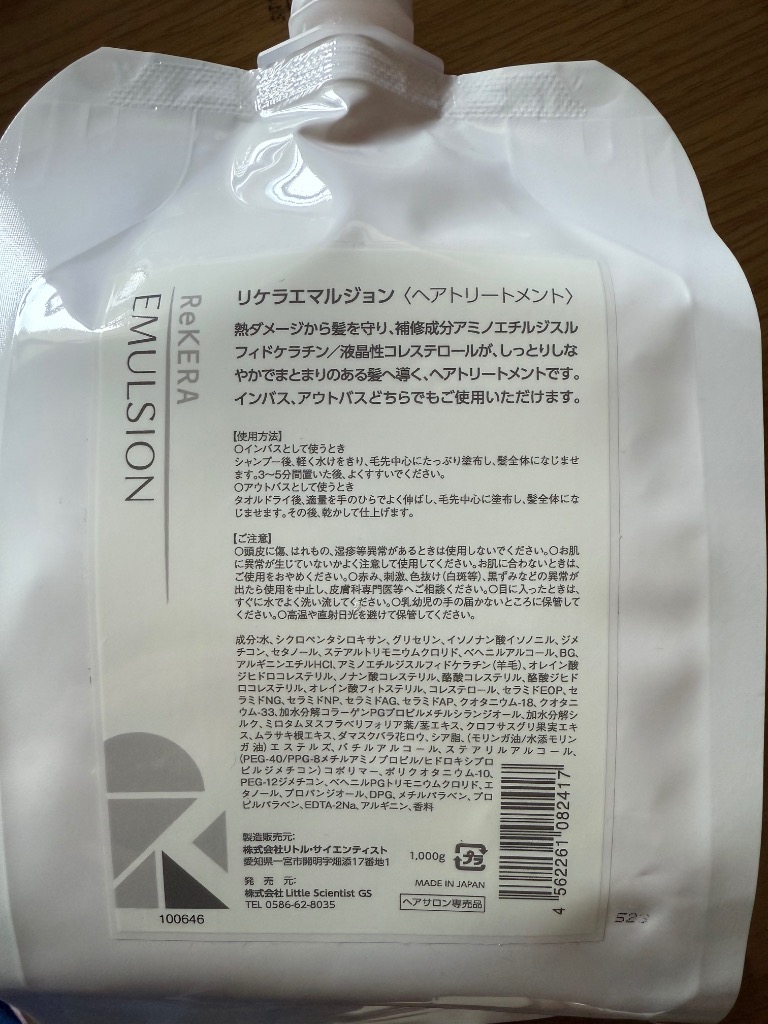 ReKERA
EMULSION
リケラエマルジョン〈ヘアトリートメント〉
熱ダメージから髪を守り、補修成分アミノエチルジスル
フィドケラチン/液晶性コレステロールが、しっとりしな
やかでまとまりのある髪へ導く、ヘアトリートメントです。
インバス、アウトバスどちらでもご使用いただけます。
【使用方法】
○インバスとして使うとき
シャンプー後、軽く水けをきり、毛先中心にたっぷり塗布し、髪全体になじませ
ます。3〜5分間置いた後、よくすすいでください。
○アウトバスとして使うとき
タオルドライ後、適量を手のひらでよく伸ばし、毛先中心に塗布し、髪全体にな
じませます。その後、乾かして仕上げます。
【ご注意】
○頭皮に傷、はれもの、湿疹等異常があるときは使用しないでください。○お肌
に異常が生じていないかよく注意して使用してください。お肌に合わないときは、
ご使用をおやめください。○赤み、刺激、色抜け(白斑等)、黒ずみなどの異常が
出たら使用を中止し、皮膚科専門医等へご相談ください。○目に入ったときは、
すぐに水でよく洗い流してください。○乳幼児の手の届かないところに保管して
ください。○高温や直射日光を避けて保管してください。
成分:水、シクロペンタシロキサン、グリセリン、イソノナン酸イソノニル、ジメ
チコン、セタノール、ステアルトリモニウムクロリド、ベヘニルアルコール、BG、
アルギニンエチルHCl、アミノエチルジスルフィドケラチン(羊毛)、オレイン酸
ジヒドロコレステリル、ノナン酸コレステリル、酪酸コレステリル、酪酸ジヒド
ロコレステリル、オレイン酸フィトステリル、コレステロール、セラミドEOP、セ
ラミドNG、セラミドNP、セラミドAG、セラミドAP、クオタニウム-18、クオタニ
ウム-33、加水分解コラーゲンPGプロピルメチルシランジオール、加水分解シ
ルク、ミロタムヌスフラベリフォリア葉/茎エキス、クロフサスグリ果実エキ
ス、ムラサキ根エキス、ダマスクバラ花ロウ、シア脂、(モリンガ油/水添モリン
ガ油)エステルズ、バチルアルコール、ステアリルアルコール、
(PEG-40/PPG-8メチルアミノプロピル/ヒドロキシプロ
ピルジメチコン)コポリマー、ポリクオタニウム-10、
PEG-12ジメチコン、ベヘニルPGトリモニウムクロリド、エ
タノール、プロパンジオール、DPG、メチルパラベン、プロ
ピルパラベン、EDTA-2Na、アルギニン、香料
製造販売元:
株式会社リトル・サイエンティスト
愛知県一宮市開明字畑添17番地1
発 売 元:
株式会社 Little Scientist GS
TEL 0586-62-8035
1,000g
プラ
MADE IN JAPAN
ヘアサロン専売品
4 562261 082417
100646